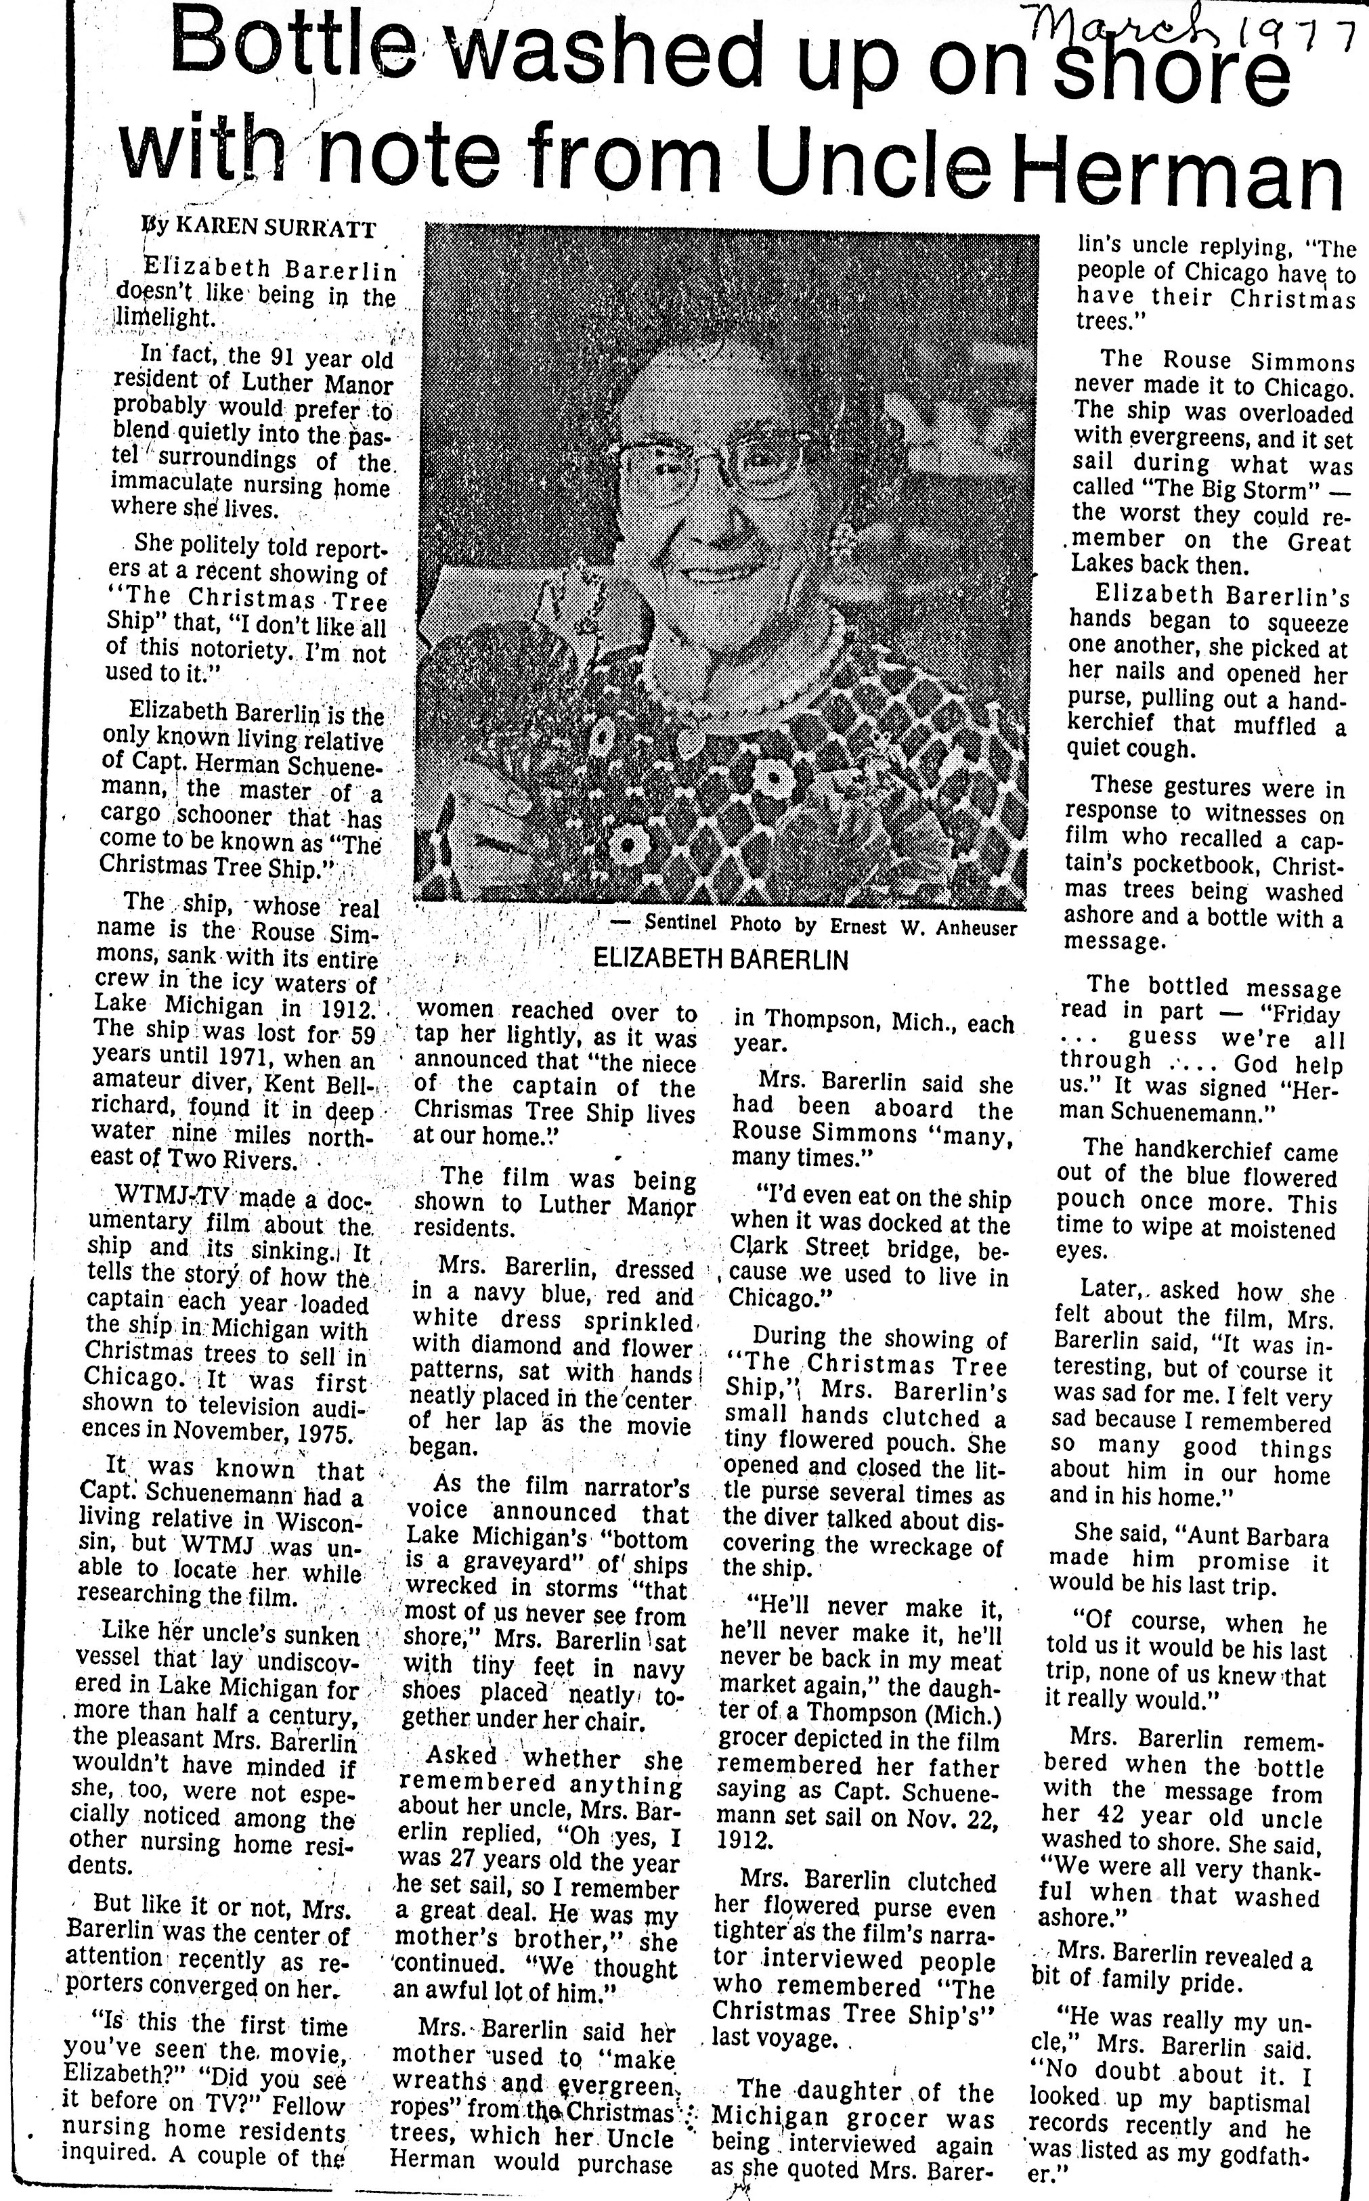 March 1977
Bottle washed up on shore
with note from Uncle Herman
By KAREN SURRATT
Elizabeth Barerlin
doesn't like being in the
limelight.
In fact, the 91 year old
resident of Luther Manor
probably would prefer to
blend quietly into the pas-
tel surroundings of the
immaculate nursing home
where she lives.
She politely told report-
ers at a recent showing of
"The Christmas Tree
Ship" that, "I don't like all
of this notoriety. I'm not
used to it."
Elizabeth Barerlin is the
only known living relative
of Capt. Herman Schuene-
mann, the master of a
cargo schooner that has
come to be known as "The
Christmas Tree Ship."
The ship, whose real
name is the Rouse Sim-
mons, sank with its entire
crew in the icy waters of
Lake Michigan in 1912.
The ship was lost for 59
years until 1971, when an
amateur diver, Kent Bell-
richard, found it in deep
water nine miles north-
east of Two Rivers.
WTMJ-TV made a doc-
umentary film about the
ship and its sinking. It
tells the story of how the
captain each year loaded
the ship in Michigan with
Christmas trees to sell in
Chicago. It was first
shown to television audi-
ences in November, 1975.
It was known that
Capt. Schuenemann had a
living relative in Wiscon-
sin, but WTMJ was un-
able to locate her while
researching the film.
Like her uncle's sunken
vessel that lay undiscov-
ered in Lake Michigan for
more than half a century,
the pleasant Mrs. Barerlin
wouldn't have minded if
she, too, were not espe-
cially noticed among the
other nursing home resi-
dents.
But like it or not, Mrs.
Barerlin was the center of
attention recently as re-
porters converged on her.
"Is this the first time
you've seen the movie,
Elizabeth?" "Did you see
it before on TV?" Fellow
nursing home residents
inquired. A couple of the
— Sentinel Photo by Ernest W. Anheuser
ELIZABETH BARERLIN
women reached over to
tap her lightly, as it was
announced that "the niece
of the captain of the
Chrismas Tree Ship lives
at our home."
The film was being
shown to Luther Manor
residents.
Mrs. Barerlin, dressed
in a navy blue, red and
white dress sprinkled
with diamond and flower
patterns, sat with hands
neatly placed in the center
of her lap as the movie
began.
As the film narrator's
voice announced that
Lake Michigan's "bottom
is a graveyard" of ships
wrecked in storms "that
most of us never see from
shore," Mrs. Barerlin sat
with tiny feet in navy
shoes placed neatly to-
gether under her chair.
Asked whether she
remembered anything
about her uncle, Mrs. Bar-
erlin replied, "Oh yes, I
was 27 years old the year
he set sail, so I remember
a great deal. He was my
mother's brother," she
continued. "We thought
an awful lot of him."
Mrs. Barerlin said her
mother used to "make
wreaths and evergreen
ropes" from the Christmas
trees, which her Uncle
Herman would purchase
in Thompson, Mich., each
year.
Mrs. Barerlin said she
had been aboard the
Rouse Simmons "many,
many times."
"I'd even eat on the ship
when it was docked at the
Clark Street bridge, be-
cause we used to live in
Chicago."
During the showing of
"The Christmas Tree
Ship," Mrs. Barerlin's
small hands clutched a
tiny flowered pouch. She
opened and closed the lit-
tle purse several times as
the diver talked about dis-
covering the wreckage of
the ship.
"He'll never make it,
he'll never make it, he'll
never be back in my meat
market again," the daugh-
ter of a Thompson (Mich.)
grocer depicted in the film
remembered her father
saying as Capt. Schuene-
mann set sail on Nov. 22,
1912.
Mrs. Barerlin clutched
her flowered purse even
tighter as the film's narra-
tor interviewed people
who remembered "The
Christmas Tree Ship's"
last voyage.
The daughter of the
Michigan grocer was
being interviewed again
as she quoted Mrs. Barer-
lin's uncle replying, "The
people of Chicago have to
have their Christmas
trees."
The Rouse Simmons
never made it to Chicago.
The ship was overloaded
with evergreens, and it set
sail during what was
called "The Big Storm" —
the worst they could re-
member on the Great
Lakes back then.
Elizabeth Barerlin's
hands began to squeeze
one another, she picked at
her nails and opened her
purse, pulling out a hand-
kerchief that muffled a
quiet cough.
These gestures were in
response to witnesses on
film who recalled a cap-
tain's pocketbook, Christ-
mas trees being washed
ashore and a bottle with a
message.
The bottled message
read in part — "Friday
... guess we're all
through .... God help
us." It was signed "Her-
man Schuenemann."
The handkerchief came
out of the blue flowered
pouch once more. This
time to wipe at moistened
eyes.
Later, asked how she
felt about the film, Mrs.
Barerlin said, "It was in-
teresting, but of course it
was sad for me. I felt very
sad because I remembered
so many good things
about him in our home
and in his home."
She said, "Aunt Barbara
made him promise it
would be his last trip.
"Of course, when he
told us it would be his last
trip, none of us knew that
it really would."
Mrs. Barerlin remem-
bered when the bottle
with the message from
her 42 year old uncle
washed to shore. She said,
"We were all very thank-
ful when that washed
ashore."
Mrs. Barerlin revealed a
bit of family pride.
"He was really my un-
cle," Mrs. Barerlin said.
"No doubt about it. I
looked up my baptismal
records recently and he
was listed as my godfath-
er."